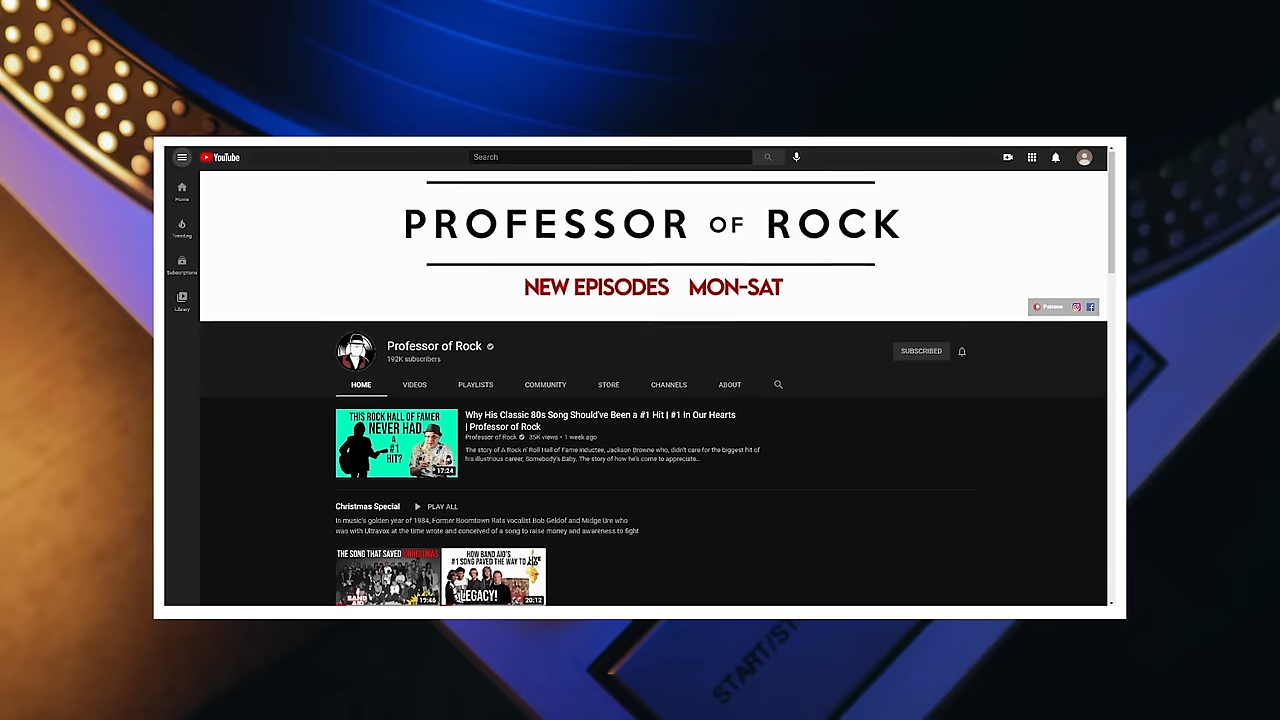 YouTube
Search
Home
Trending
Subscriptions
Library
PROFESSOR OF ROCK
NEW EPISODES MON-SAT
Patreon
Professor of Rock
192K subscribers
SUBSCRIBED
HOME VIDEOS PLAYLISTS COMMUNITY STORE CHANNELS ABOUT
THIS ROCK HALL OF FAMER
NEVER HAD
A
#1
HIT?
17:24
Why His Classic 80s Song Should've Been a #1 Hit | #1 In Our Hearts
| Professor of Rock
Professor of Rock 35K views • 1 week ago
The story of A Rock n' Roll Hall of Fame Inductee, Jackson Browne who, didn't care for the biggest hit of
his illustrious career, Somebody's Baby. The story of how he's come to appreciate...
Christmas Special PLAY ALL
In music's golden year of 1984, Former Boomtown Rats vocalist Bob Geldof and Midge Ure who
was with Ultravox at the time wrote and conceived of a song to raise money and awareness to fight
THE SONG THAT SAVED CHRISTMAS
BAND
AID
19:46
HOW BAND AID'S
#1 SONG PAVED THE WAY TO LIVE
AID
LEGACY!
20:12
START/STO